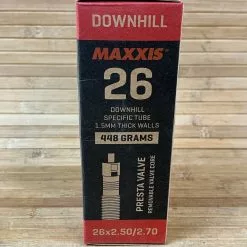 DOWNHILL
MAXXIS
26
DOWNHILL
SPECIFIC TUBE
1.5MM THICK WALLS
448 GRAMS
PRESTA VALVE
REMOVABLE VALVE CORE
26x2.50/2.70